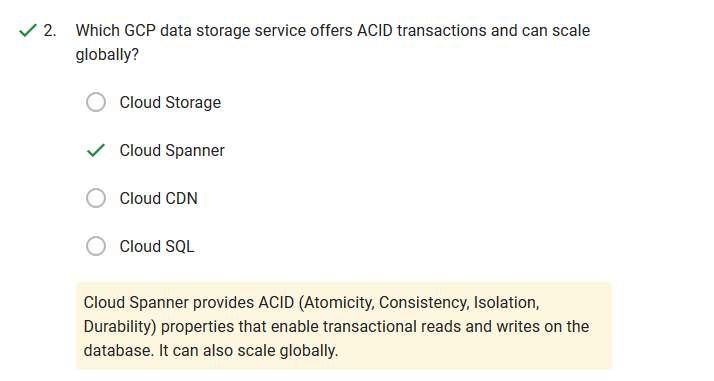 2. Which GCP data storage service offers ACID transactions and can scale
globally?
Cloud Storage
Cloud Spanner
Cloud CDN
Cloud SQL
Cloud Spanner provides ACID (Atomicity, Consistency, Isolation,
Durability) properties that enable transactional reads and writes on the
database. It can also scale globally.